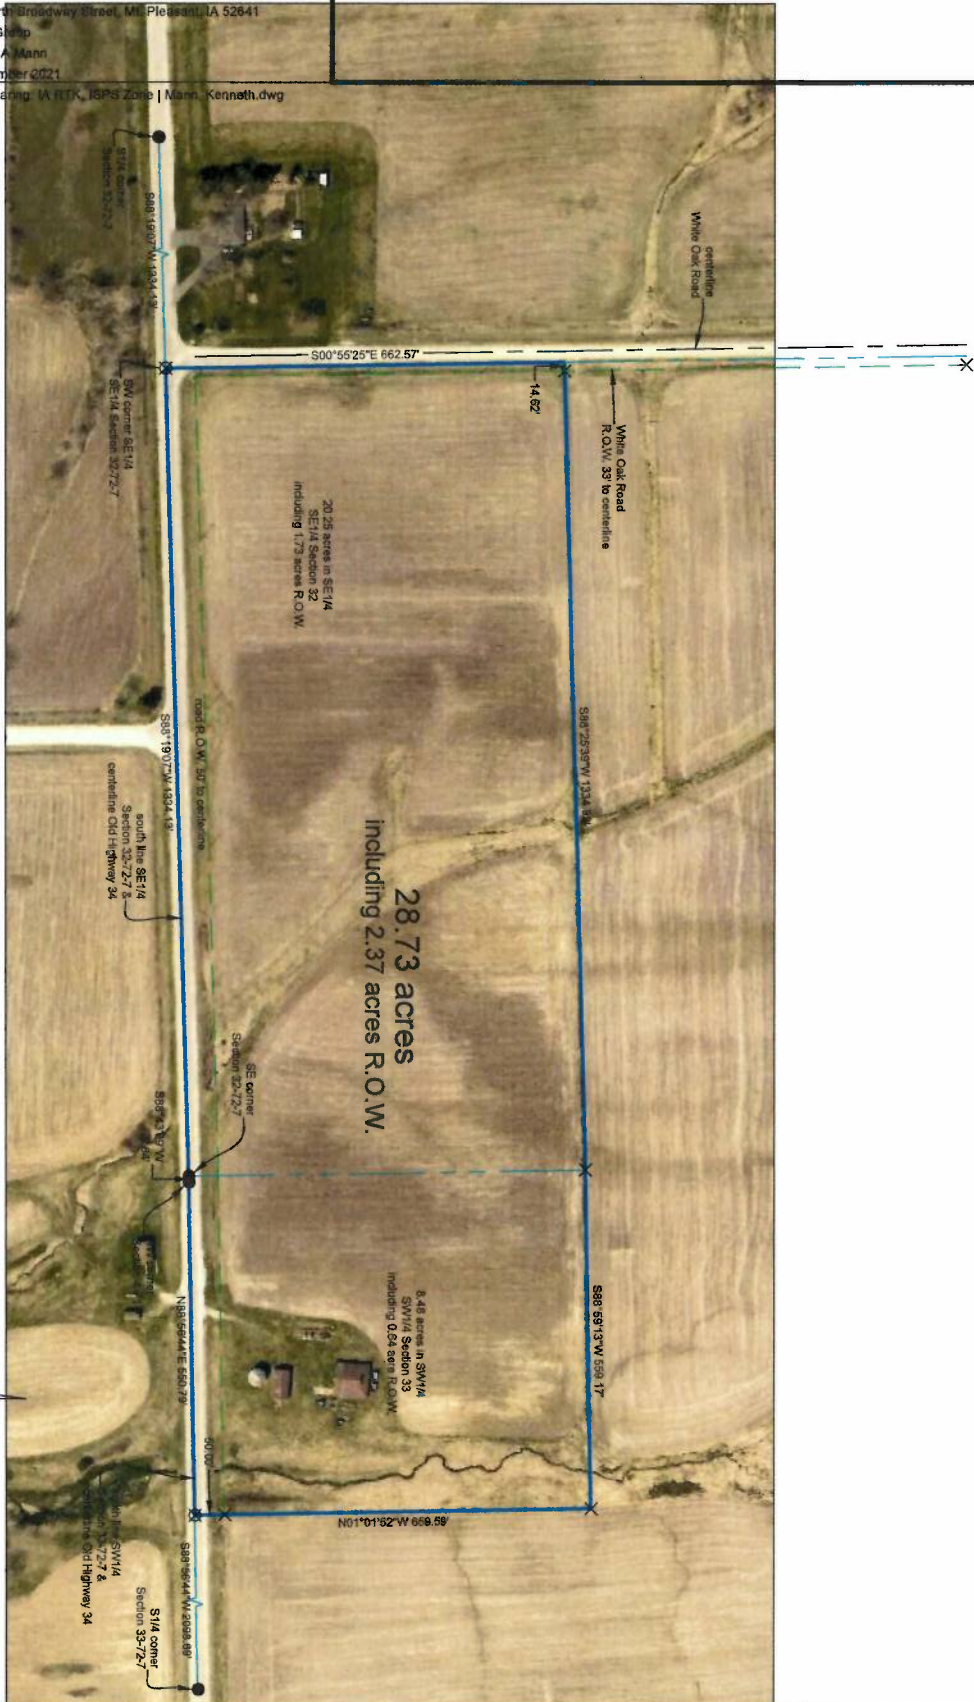 Broadway Street, Mt. Pleasant, IA 52641
Mann
2021
IA RTK, ISPS Zone | Mann, Kenneth.dwg
S1/4 corner
Section 32-72-7
S88°19'07"W 1334.13'
centerline
White Oak Road
S00°55'25"E 662.57'
14.62'
White Oak Road
R.O.W. 33' to centerline
SW corner SE1/4
SE1/4 Section 32-72-7
20.25 acres in SE1/4
SE1/4 Section 32
including 1.73 acres R.O.W.
S88°25'39"W
road R.O.W. 50' to centerline
S88°19'07"W 1334.13'
south line SE1/4
Section 32-72-7 &
centerline Old Highway 34
28.73 acres
including 2.37 acres R.O.W.
SE corner
Section 32-72-7
8.48 acres in SW1/4
SW1/4 Section 33
including 0.64 acre R.O.W.
S88°59'13"W 559.17'
N88°56'44"E 550.79'
50.00'
N01°01'52"W 659.59'
SW1/4
Old Highway 34
S88°56'44"W 2098.89'
S1/4 corner
Section 33-72-7